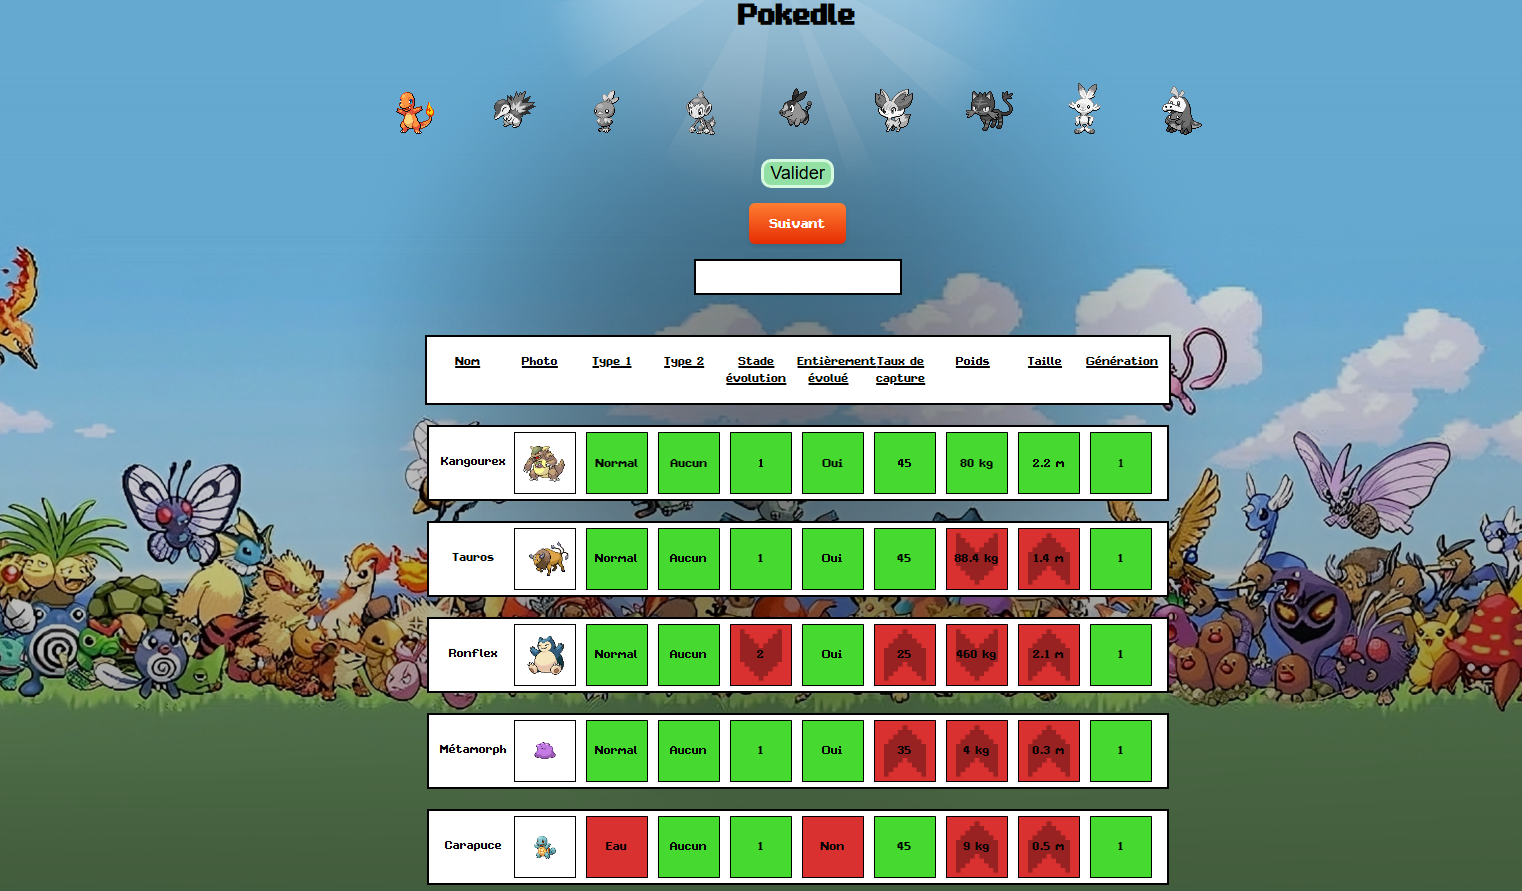 Pokedle
Valider
Suivant
Nom Photo Type 1 Type 2 Stade évolution Entièrement évolué Taux de capture Poids Taille Génération
Kangourex Normal Aucun 1 Oui 45 80 kg 2.2 m 1
Tauros Normal Aucun 1 Oui 45 88.4 kg 1.4 m 1
Ronflex Normal Aucun 2 Oui 25 460 kg 2.1 m 1
Métamorph Normal Aucun 1 Oui 35 4 kg 0.3 m 1
Carapuce Eau Aucun 1 Non 45 9 kg 0.5 m 1